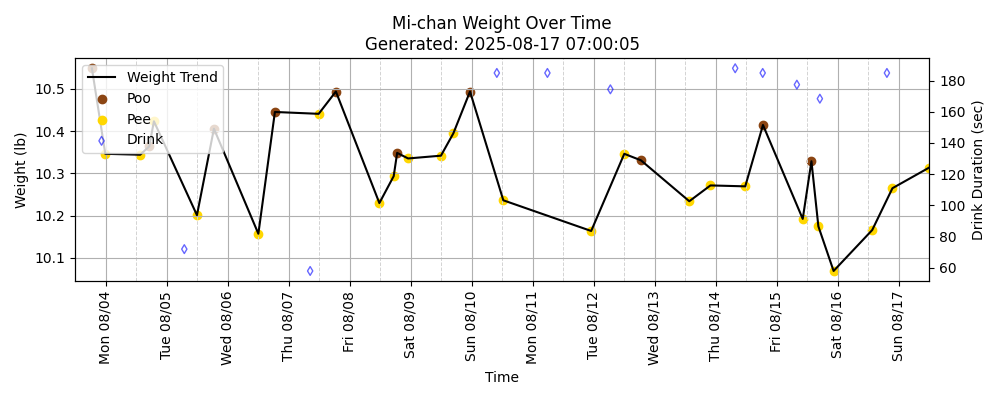 Mi-chan Weight Over Time
Generated: 2025-08-17 07:00:05
Weight (lb)
10.5
10.4
10.3
10.2
10.1
Weight Trend
Poo
Pee
Drink
180
160
140
120
100
80
60
Drink Duration (sec)
Mon 08/04
Tue 08/05
Wed 08/06
Thu 08/07
Fri 08/08
Sat 08/09
Sun 08/10
Mon 08/11
Tue 08/12
Wed 08/13
Thu 08/14
Fri 08/15
Sat 08/16
Sun 08/17
Time